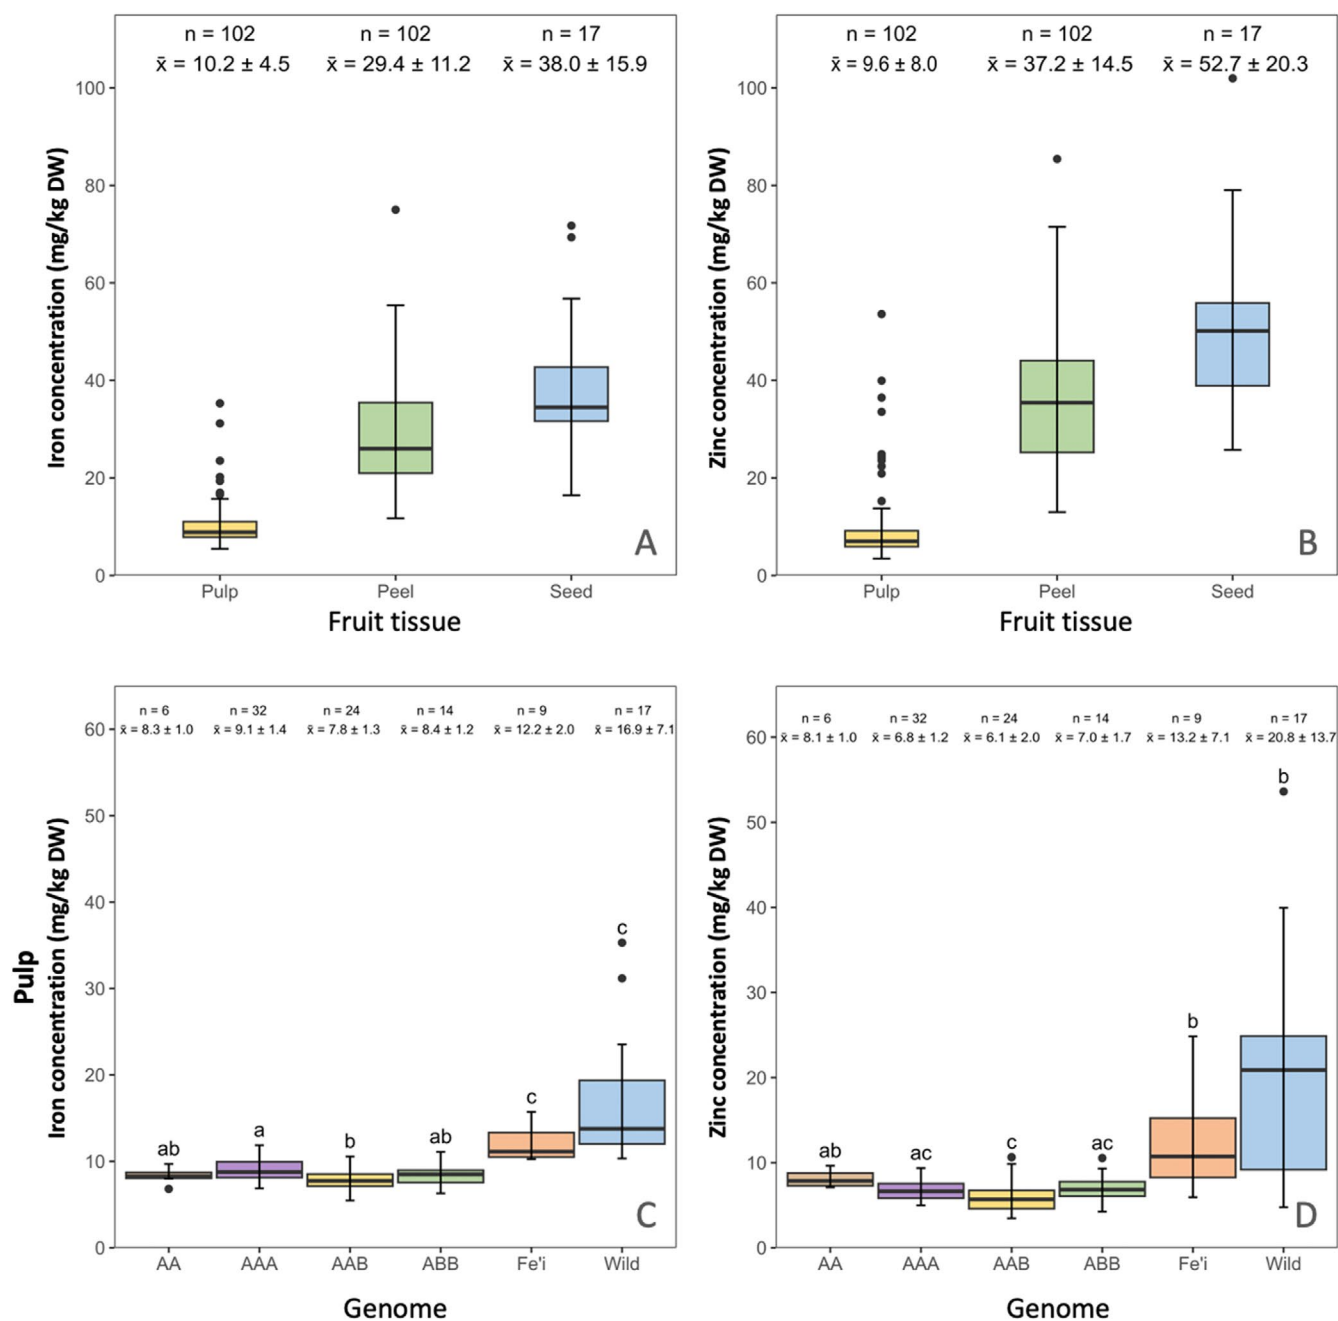 n = 102 n = 102 n = 17
x̄ = 10.2 ± 4.5 x̄ = 29.4 ± 11.2 x̄ = 38.0 ± 15.9
Iron concentration (mg/kg DW)
100
80
60
40
20
0
A
Pulp Peel Seed
Fruit tissue
n = 102 n = 102 n = 17
x̄ = 9.6 ± 8.0 x̄ = 37.2 ± 14.5 x̄ = 52.7 ± 20.3
Zinc concentration (mg/kg DW)
100
80
60
40
20
0
B
Pulp Peel Seed
Fruit tissue
Pulp
Iron concentration (mg/kg DW)
n = 6 n = 32 n = 24 n = 14 n = 9 n = 17
x̄ = 8.3 ± 1.0 x̄ = 9.1 ± 1.4 x̄ = 7.8 ± 1.3 x̄ = 8.4 ± 1.2 x̄ = 12.2 ± 2.0 x̄ = 16.9 ± 7.1
60
50
40
30
20
10
0
ab a b ab c c
C
AA AAA AAB ABB Fe'i Wild
Genome
Zinc concentration (mg/kg DW)
n = 6 n = 32 n = 24 n = 14 n = 9 n = 17
x̄ = 8.1 ± 1.0 x̄ = 6.8 ± 1.2 x̄ = 6.1 ± 2.0 x̄ = 7.0 ± 1.7 x̄ = 13.2 ± 7.1 x̄ = 20.8 ± 13.7
60
50
40
30
20
10
0
ab ac c ac b b
D
AA AAA AAB ABB Fe'i Wild
Genome